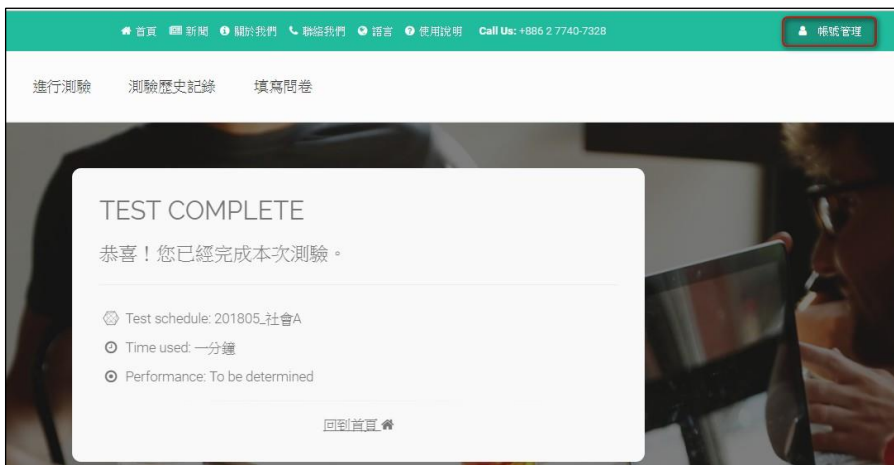 首頁 新聞 關於我們 聯絡我們 語言 使用說明 Call Us: +886 2 7740-7328 帳號管理
進行測驗 測驗歷史記錄 填寫問卷
TEST COMPLETE
恭喜！您已經完成本次測驗。
Test schedule: 201805_社會A
Time used: 一分鐘
Performance: To be determined
回到首頁